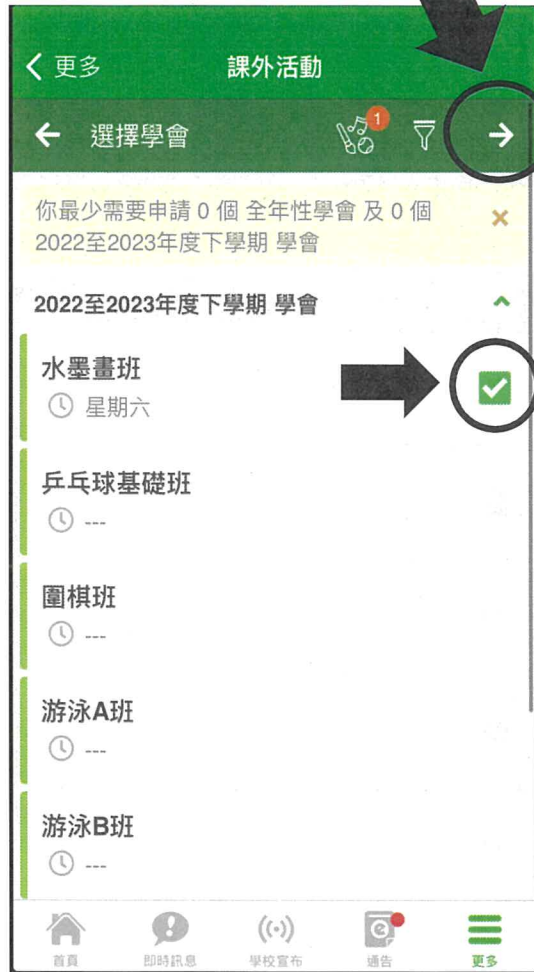 更多
課外活動
選擇學會
1
你最少需要申請 0 個 全年性學會 及 0 個
2022至2023年度下學期 學會
2022至2023年度下學期 學會
水墨畫班
星期六
乒乓球基礎班
---
圍棋班
---
游泳A班
---
游泳B班
---
首頁
即時訊息
學校宣布
通告
更多